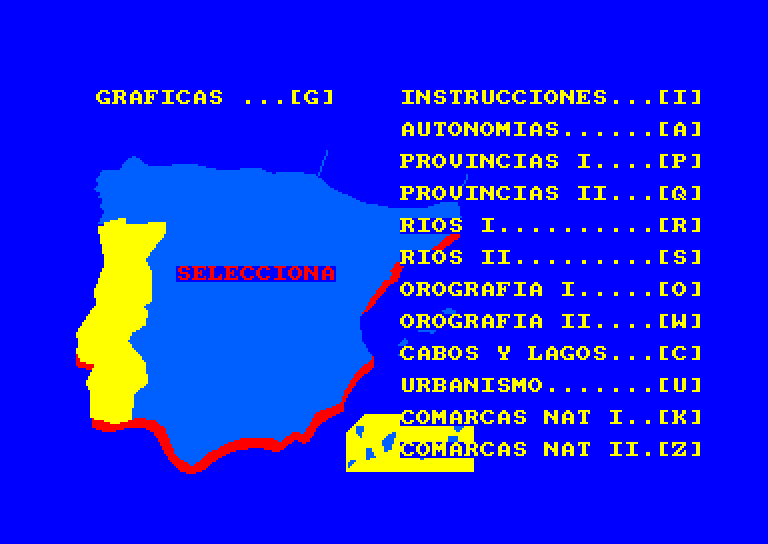 GRAFICAS ...[G]
INSTRUCCIONES...[I]
AUTONOMIAS......[A]
PROVINCIAS I....[P]
PROVINCIAS II...[Q]
RIOS I..........[R]
RIOS II.........[S]
SELECCIONA
OROGRAFIA I.....[O]
OROGRAFIA II....[W]
CABOS Y LAGOS...[C]
URBANISMO.......[U]
COMARCAS NAT I..[K]
COMARCAS NAT II.[Z]